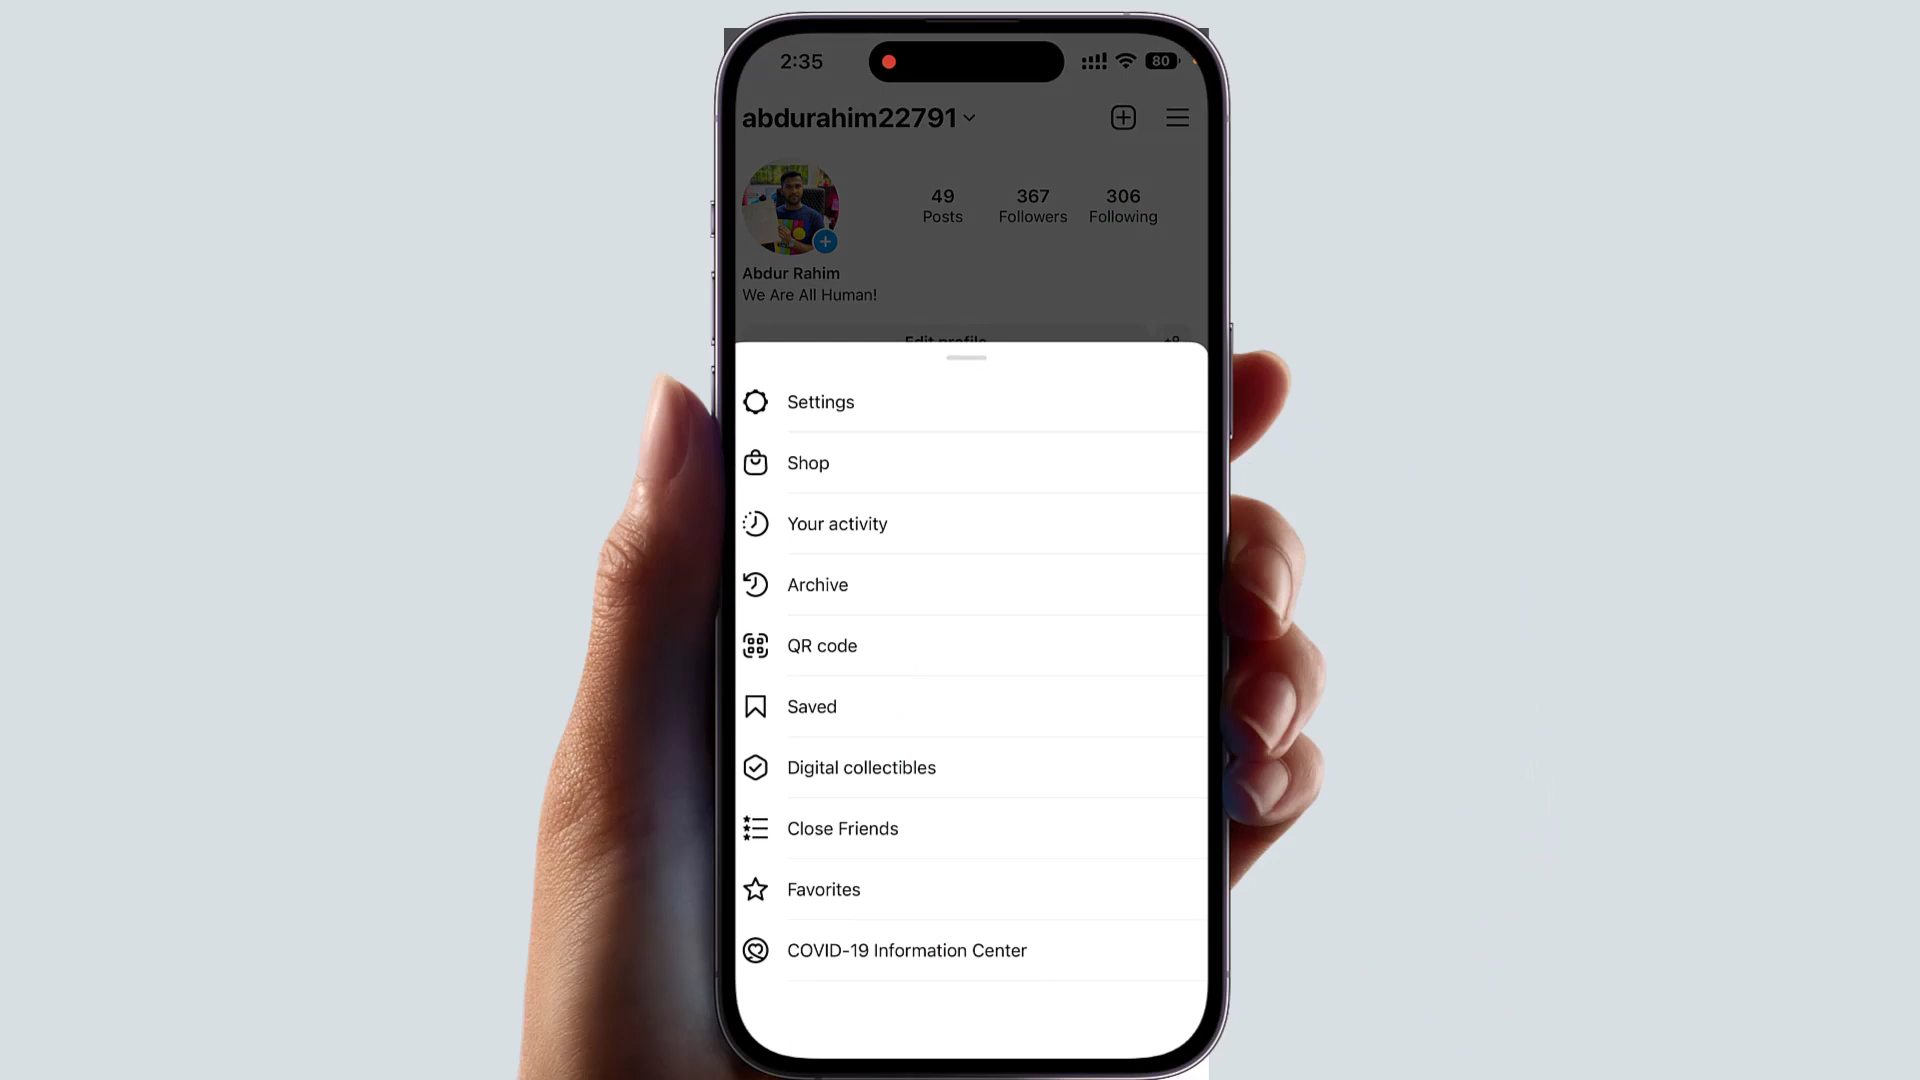 2:35
80
abdurahim22791
49 367 306
Posts Followers Following
Abdur Rahim
We Are All Human!
Edit profile
Settings
Shop
Your activity
Archive
QR code
Saved
Digital collectibles
Close Friends
Favorites
COVID-19 Information Center